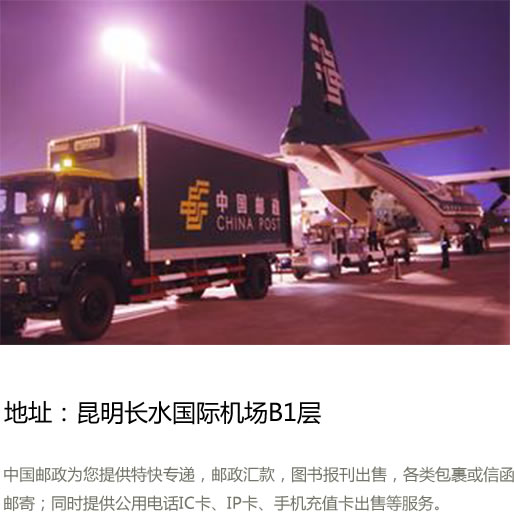 中国邮政
CHINA POST
地址：昆明长水国际机场B1层
中国邮政为您提供特快专递，邮政汇款，图书报刊出售，各类包裹或信函
邮寄；同时提供公用电话IC卡、IP卡、手机充值卡出售等服务。